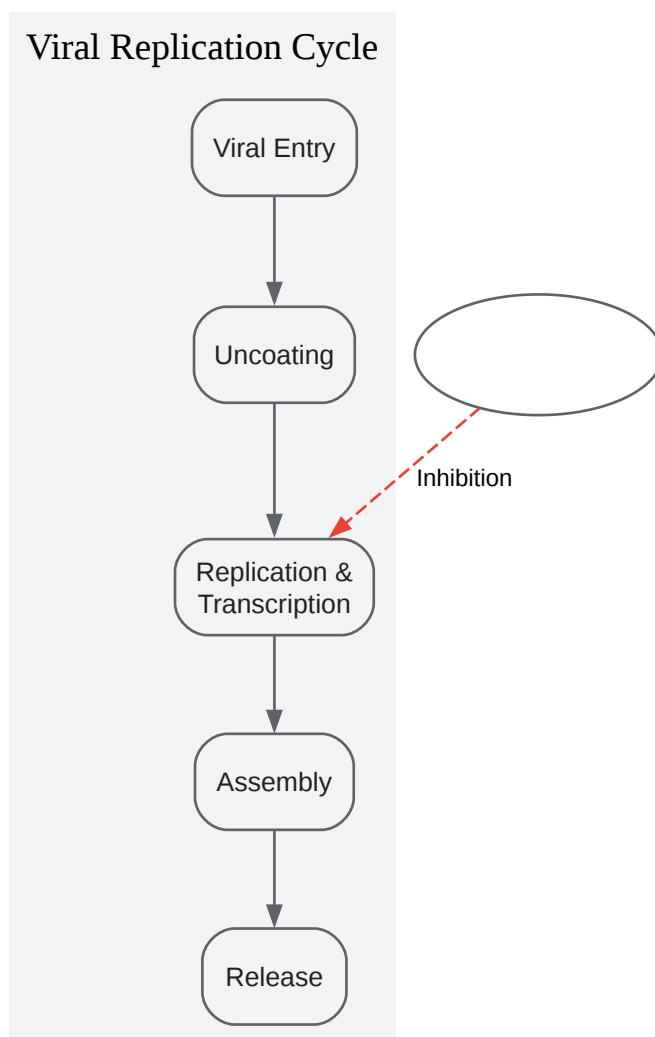 Viral Replication Cycle
Viral Entry
Uncoating
Inhibition
Replication &
Transcription
Assembly
Release